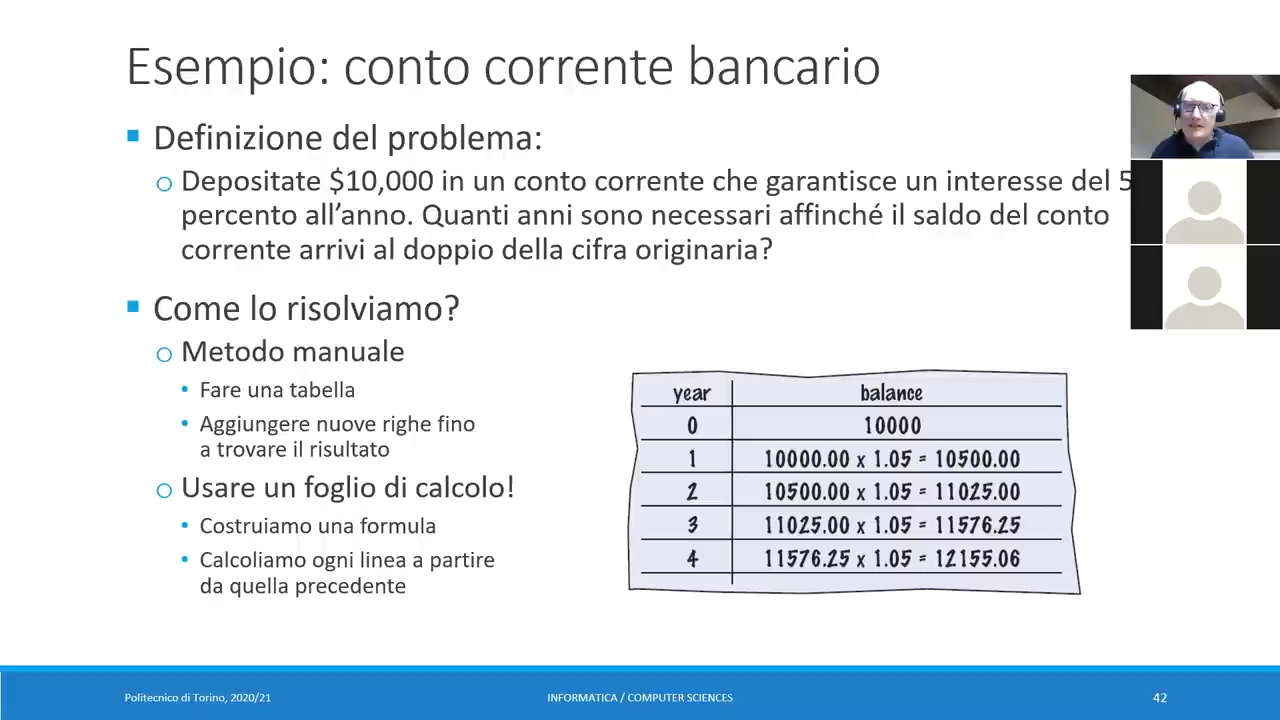 Esempio: conto corrente bancario
Definizione del problema:
Depositate $10,000 in un conto corrente che garantisce un interesse del 5
percento all’anno. Quanti anni sono necessari affinché il saldo del conto
corrente arrivi al doppio della cifra originaria?
Come lo risolviamo?
Metodo manuale
Fare una tabella
Aggiungere nuove righe fino
a trovare il risultato
Usare un foglio di calcolo!
Costruiamo una formula
Calcoliamo ogni linea a partire
da quella precedente
year balance
0 10000
1 10000.00 x 1.05 = 10500.00
2 10500.00 x 1.05 = 11025.00
3 11025.00 x 1.05 = 11576.25
4 11576.25 x 1.05 = 12155.06
Politecnico di Torino, 2020/21 INFORMATICA / COMPUTER SCIENCES 42